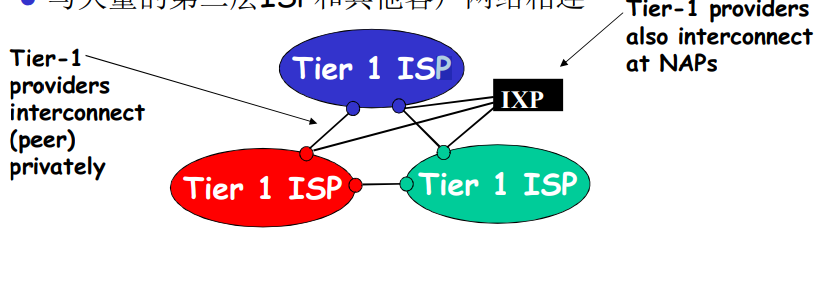 与大量的第二层ISP和其他客户网络相连
Tier-1 providers
also interconnect
at NAPs
Tier-1
providers
interconnect
(peer)
privately
Tier 1 ISP
IXP
Tier 1 ISP
Tier 1 ISP